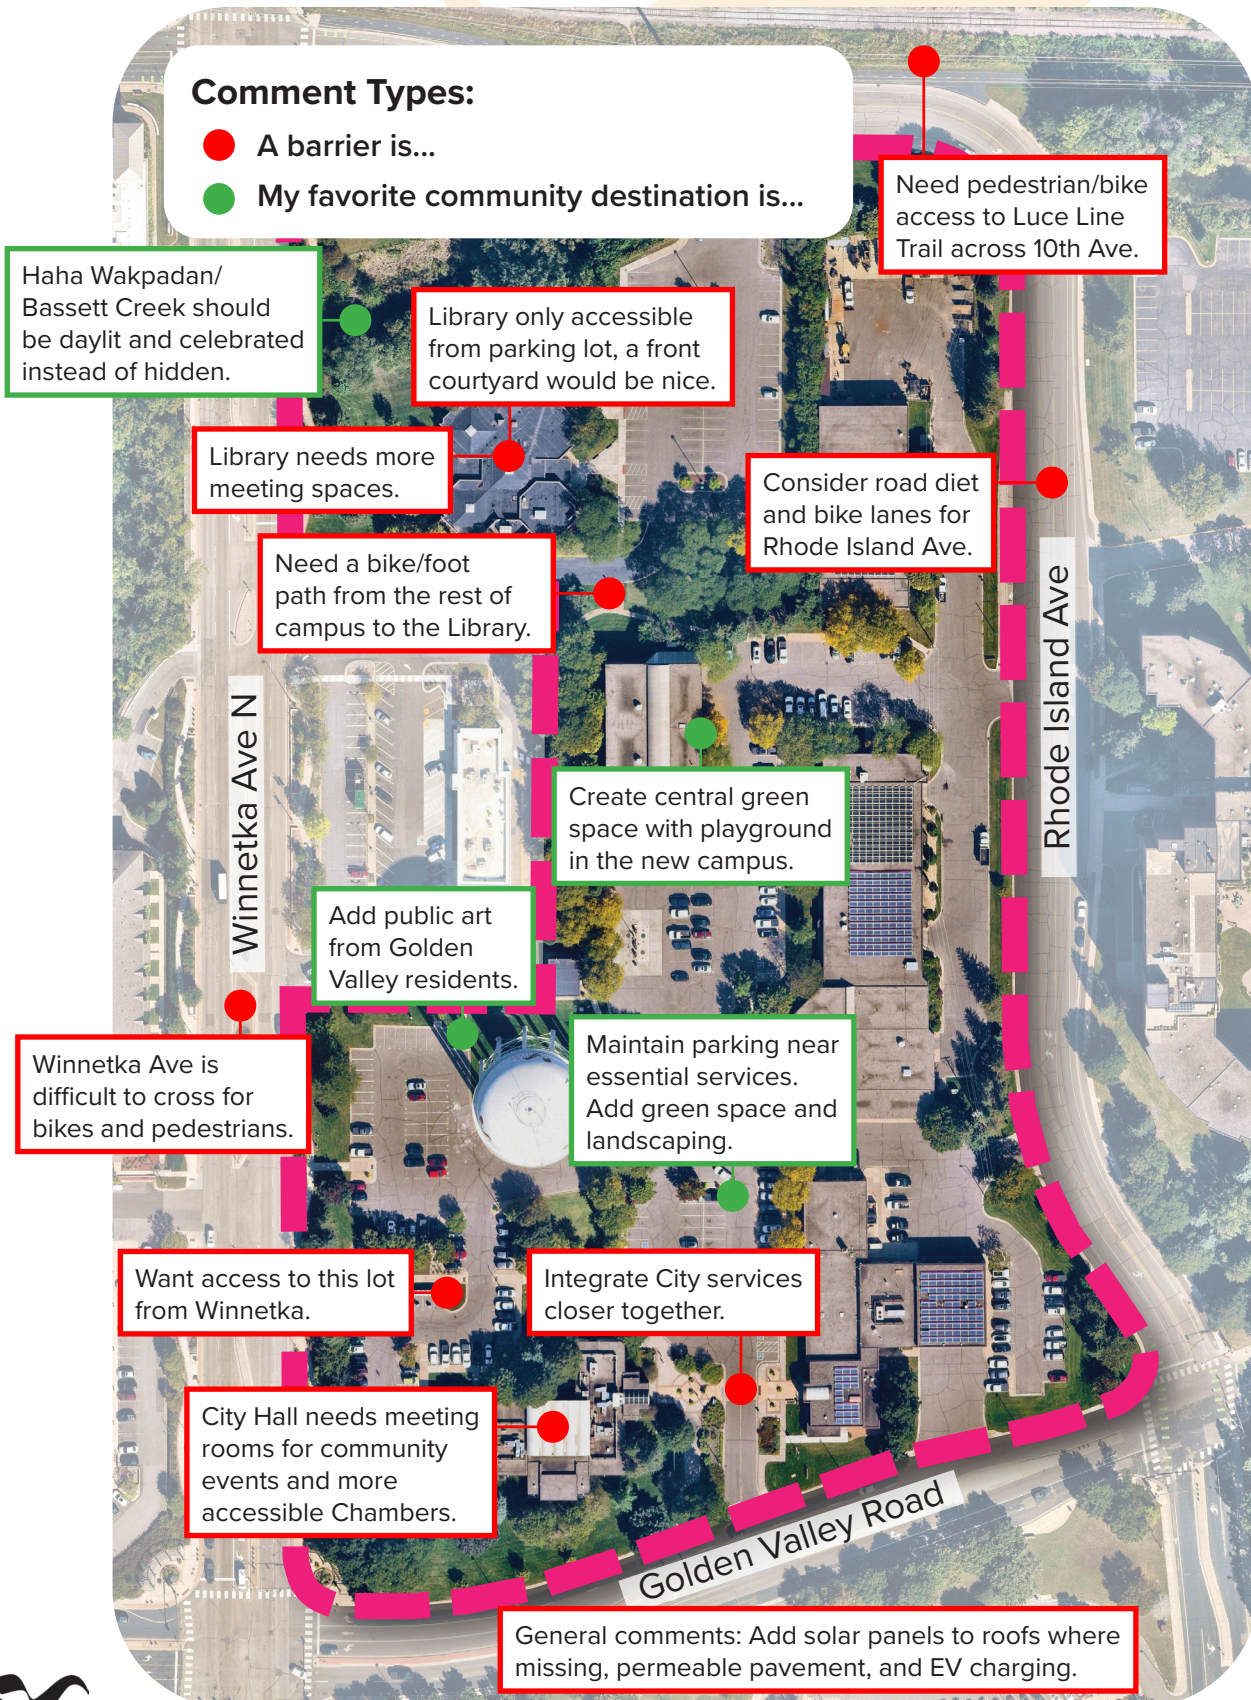 Comment Types:
A barrier is...
My favorite community destination is...
Need pedestrian/bike
access to Luce Line
Trail across 10th Ave.
Haha Wakpadan/
Bassett Creek should
be daylit and celebrated
instead of hidden.
Library only accessible
from parking lot, a front
courtyard would be nice.
Library needs more
meeting spaces.
Consider road diet
and bike lanes for
Rhode Island Ave.
Need a bike/foot
path from the rest of
campus to the Library.
Rhode Island Ave
Winnetka Ave N
Create central green
space with playground
in the new campus.
Add public art
from Golden
Valley residents.
Winnetka Ave is
difficult to cross for
bikes and pedestrians.
Maintain parking near
essential services.
Add green space and
landscaping.
Want access to this lot
from Winnetka.
Integrate City services
closer together.
City Hall needs meeting
rooms for community
events and more
accessible Chambers.
Golden Valley Road
General comments: Add solar panels to roofs where
missing, permeable pavement, and EV charging.